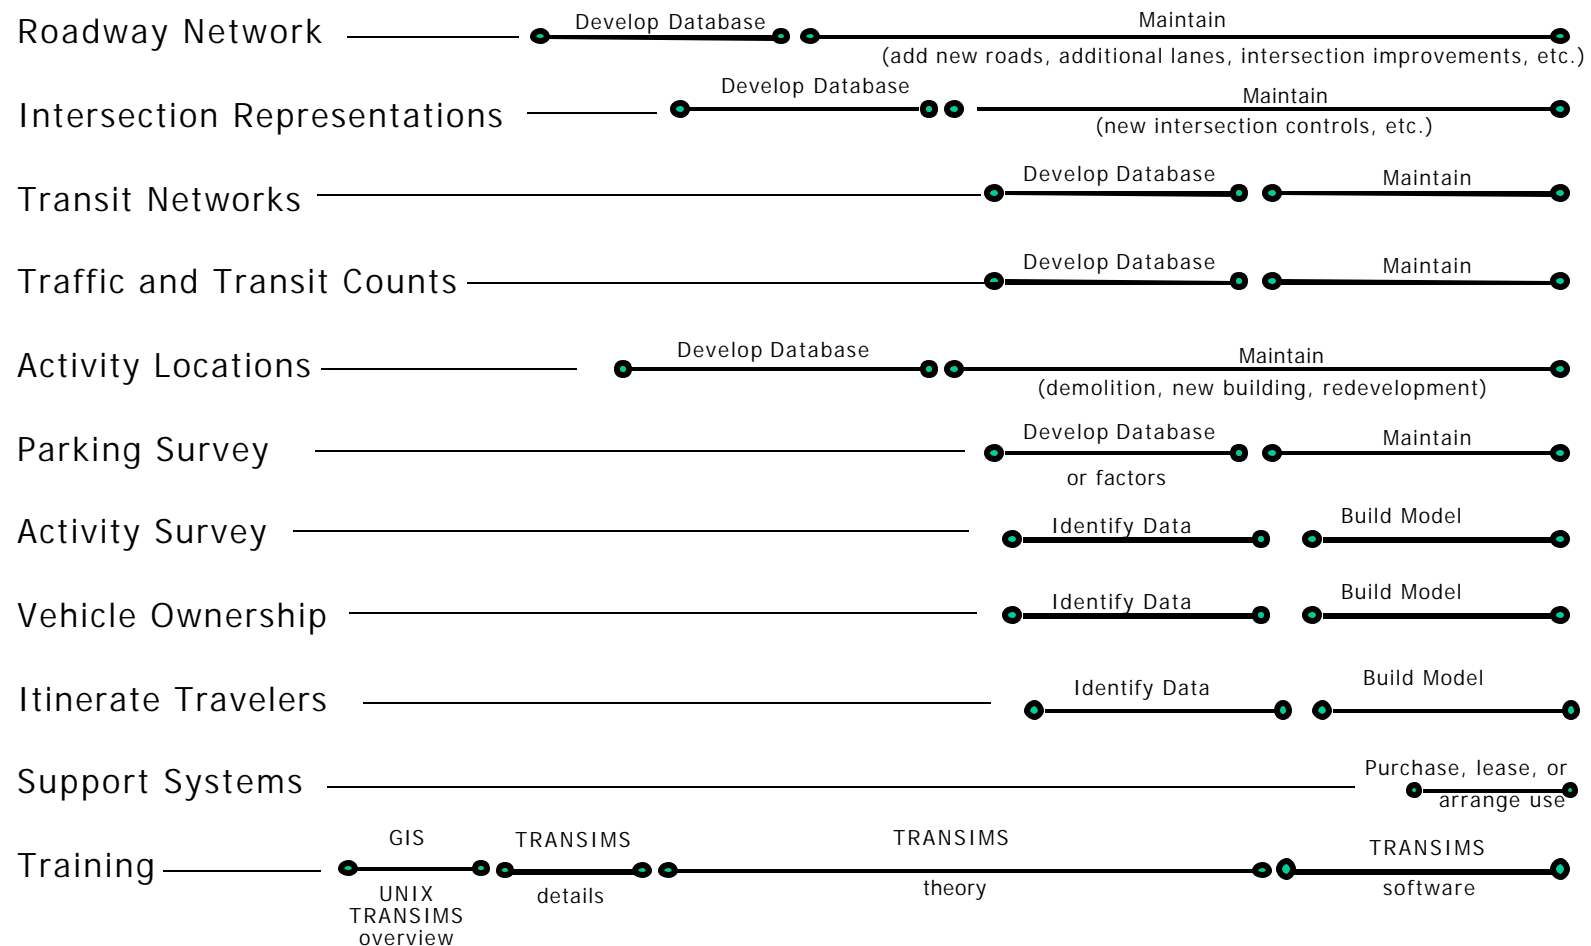 Roadway Network
Develop Database
Maintain
(add new roads, additional lanes, intersection improvements, etc.)
Intersection Representations
Develop Database
Maintain
(new intersection controls, etc.)
Transit Networks
Develop Database
Maintain
Traffic and Transit Counts
Develop Database
Maintain
Activity Locations
Develop Database
Maintain
(demolition, new building, redevelopment)
Parking Survey
Develop Database
or factors
Maintain
Activity Survey
Identify Data
Build Model
Vehicle Ownership
Identify Data
Build Model
Itinerate Travelers
Identify Data
Build Model
Support Systems
Purchase, lease, or
arrange use
Training
GIS
UNIX
TRANSIMS
overview
TRANSIMS
details
TRANSIMS
theory
TRANSIMS
software